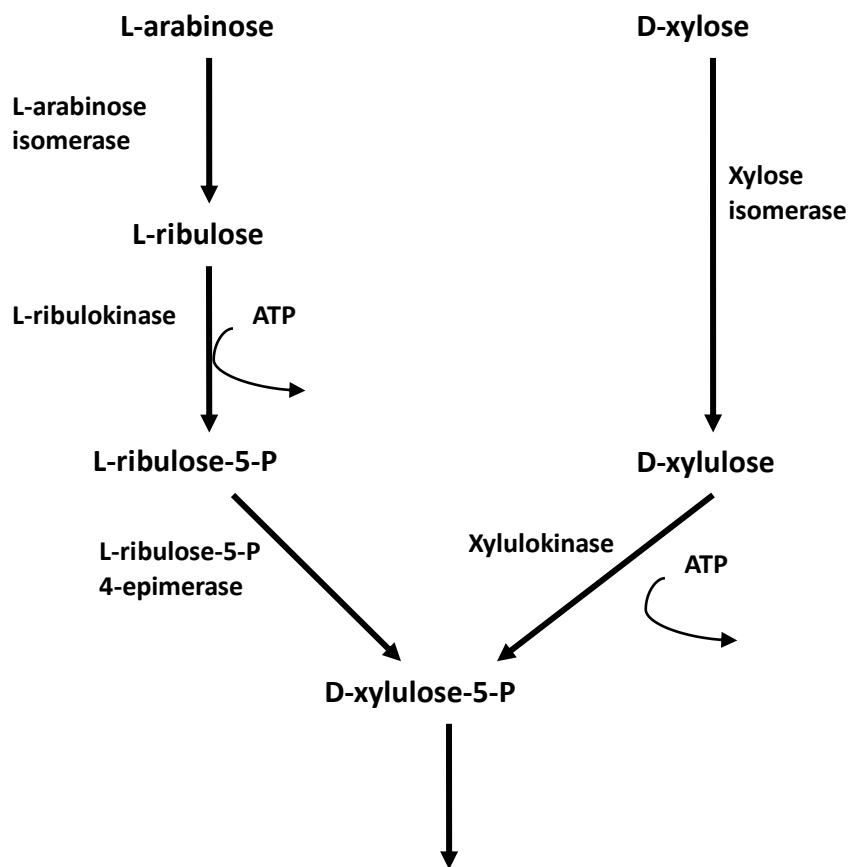 L-arabinose
D-xylose
L-arabinose
isomerase
Xylose
isomerase
L-ribulose
L-ribulokinase
ATP
L-ribulose-5-P
D-xylulose
L-ribulose-5-P
4-epimerase
Xylulokinase
ATP
D-xylulose-5-P